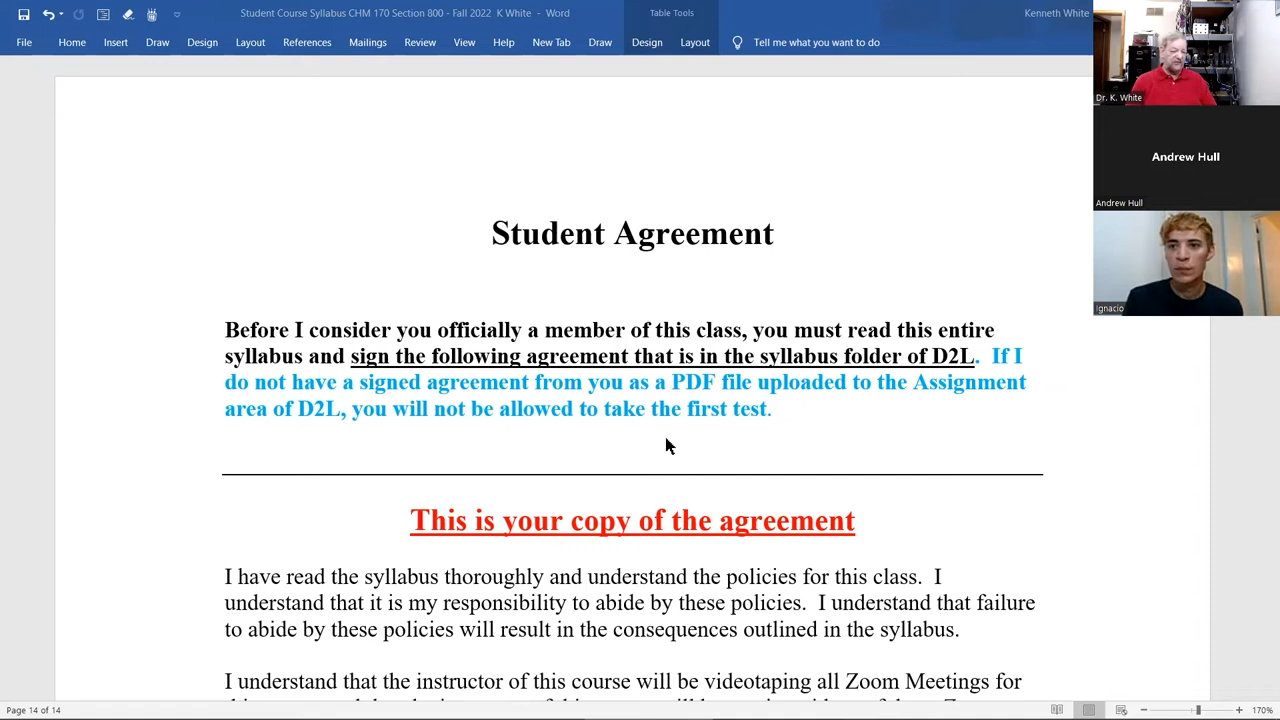 Student Course Syllabus CHM 170 Section 800 - Fall 2022 K White - Word
Table Tools
Kenneth White
File Home Insert Draw Design Layout References Mailings Review View Help New Tab Draw Design Layout Tell me what you want to do
Dr. K. White
Andrew Hull
Andrew Hull
Ignacio
Student Agreement
Before I consider you officially a member of this class, you must read this entire
syllabus and sign the following agreement that is in the syllabus folder of D2L. If I
do not have a signed agreement from you as a PDF file uploaded to the Assignment
area of D2L, you will not be allowed to take the first test.
This is your copy of the agreement
I have read the syllabus thoroughly and understand the policies for this class. I
understand that it is my responsibility to abide by these policies. I understand that failure
to abide by these policies will result in the consequences outlined in the syllabus.
I understand that the instructor of this course will be videotaping all Zoom Meetings for
Page 14 of 14
170%